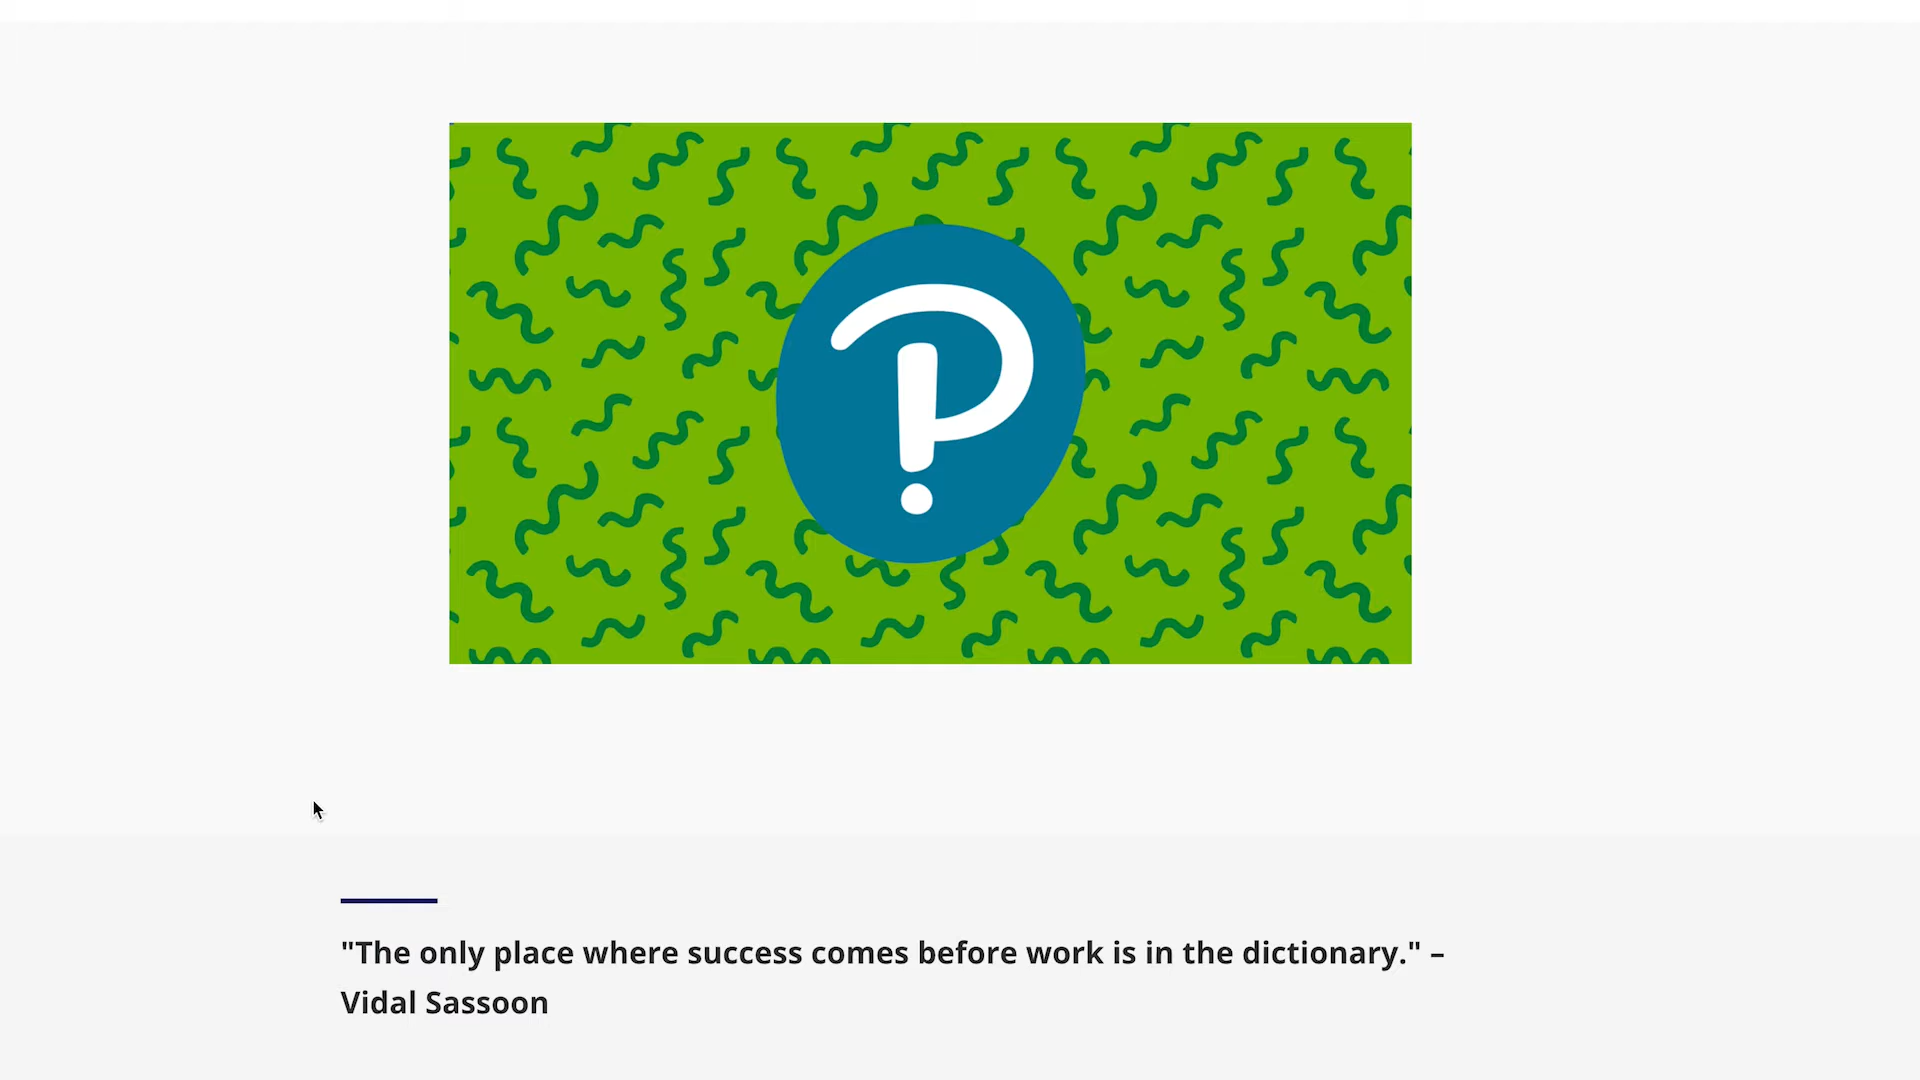 "The only place where success comes before work is in the dictionary." –
Vidal Sassoon